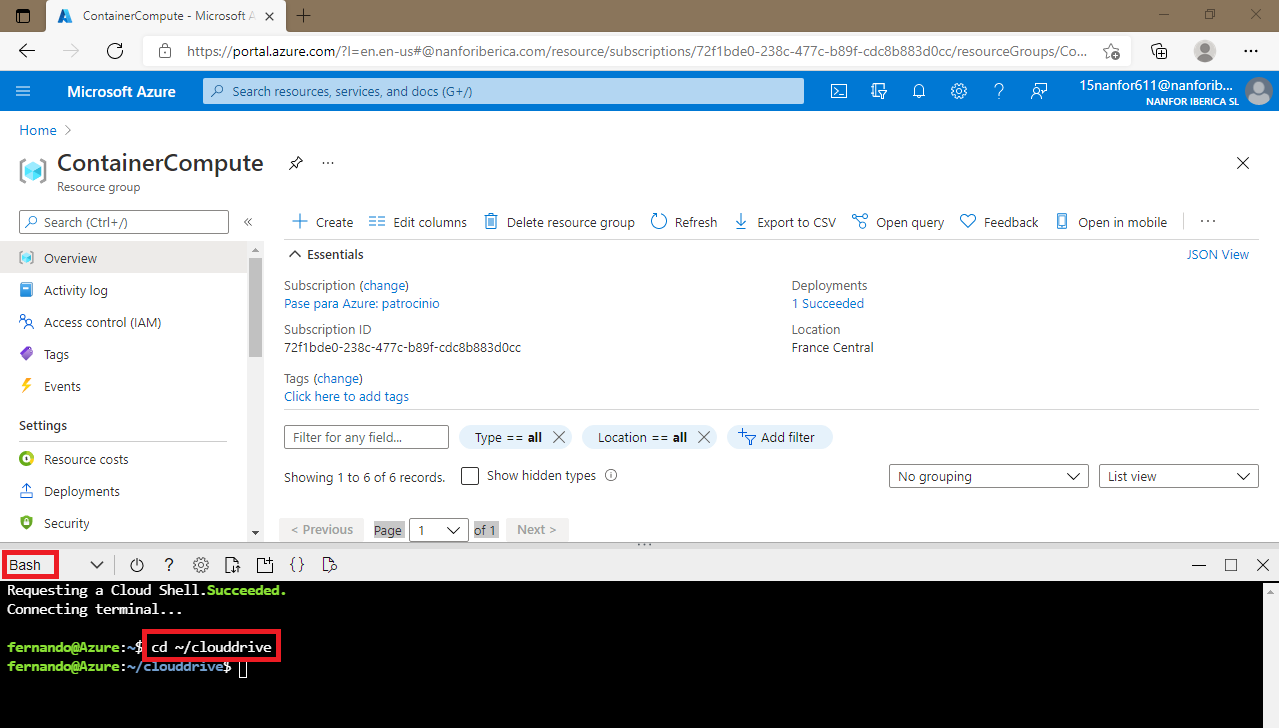 ContainerCompute - Microsoft A
https://portal.azure.com/?l=en.en-us#@nanforiberica.com/resource/subscriptions/72f1bde0-238c-477c-b89f-cdc8b883d0cc/resourceGroups/Co...
Microsoft Azure
Search resources, services, and docs (G+/)
15nanfor611@nanforib...
NANFOR IBERICA SL
Home
ContainerCompute
Resource group
Search (Ctrl+/)
Create
Edit columns
Delete resource group
Refresh
Export to CSV
Open query
Feedback
Open in mobile
Overview
Activity log
Access control (IAM)
Tags
Events
Settings
Resource costs
Deployments
Security
Essentials
JSON View
Subscription (change)
Pase para Azure: patrocinio
Subscription ID
72f1bde0-238c-477c-b89f-cdc8b883d0cc
Deployments
1 Succeeded
Location
France Central
Tags (change)
Click here to add tags
Filter for any field...
Type == all
Location == all
Add filter
Showing 1 to 6 of 6 records.
Show hidden types
No grouping
List view
< Previous
Page
1
of 1
Next >
Bash
Requesting a Cloud Shell.Succeeded.
Connecting terminal...
fernando@Azure:~$ cd ~/clouddrive
fernando@Azure:~/clouddrive$